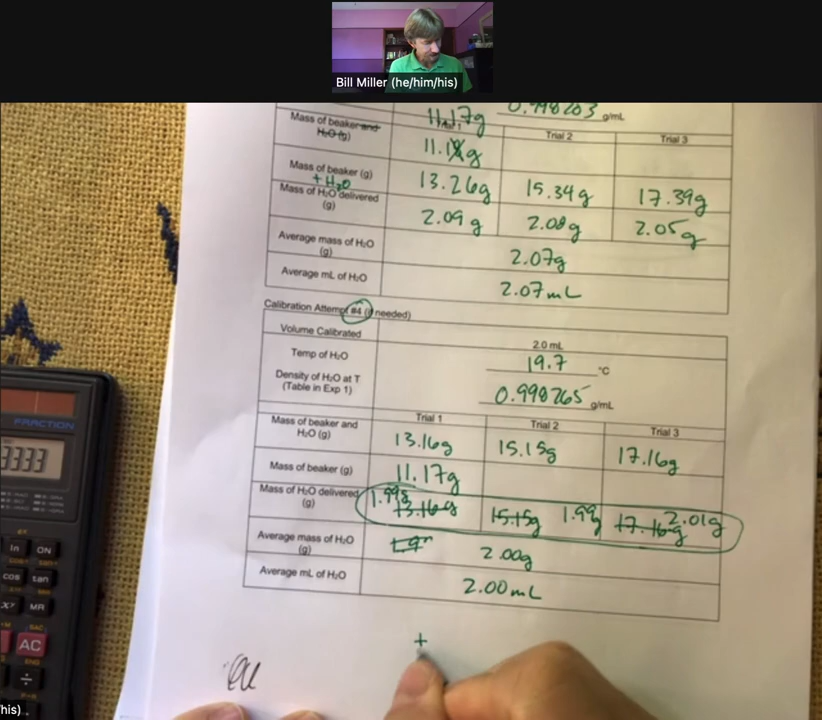 Bill Miller (he/him/his)
11.17g 0.998203 g/mL
Mass of beaker and H₂O (g) Trial 1 Trial 2 Trial 3
11.18g
Mass of beaker (g) + H₂O 13.26g 15.34g 17.39g
Mass of H₂O delivered (g) 2.09g 2.08g 2.05g
Average mass of H₂O (g) 2.07g
Average mL of H₂O 2.07mL
Calibration Attempt #4 (if needed)
Volume Calibrated 2.0 mL
Temp of H₂O 19.7 °C
Density of H₂O at T (Table in Exp 1) 0.998265 g/mL
Trial 1 Trial 2 Trial 3
Mass of beaker and H₂O (g) 13.16g 15.15g 17.16g
Mass of beaker (g) 11.17g
Mass of H₂O delivered (g) 1.99g 13.16g 15.15g 1.99g 17.16g 2.01g
Average mass of H₂O (g) 2.00g
Average mL of H₂O 2.00mL
+
FRACTION
3333
ln ON
cos tan
MR
AC
÷
his)